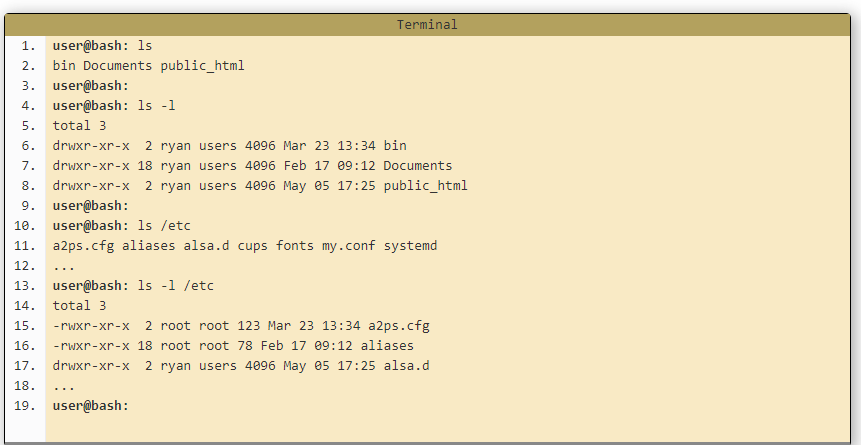 Terminal
1. user@bash: ls
2. bin Documents public_html
3. user@bash:
4. user@bash: ls -l
5. total 3
6. drwxr-xr-x  2 ryan users 4096 Mar 23 13:34 bin
7. drwxr-xr-x 18 ryan users 4096 Feb 17 09:12 Documents
8. drwxr-xr-x  2 ryan users 4096 May 05 17:25 public_html
9. user@bash:
10. user@bash: ls /etc
11. a2ps.cfg aliases alsa.d cups fonts my.conf systemd
12. ...
13. user@bash: ls -l /etc
14. total 3
15. -rwxr-xr-x  2 root root 123 Mar 23 13:34 a2ps.cfg
16. -rwxr-xr-x 18 root root 78 Feb 17 09:12 aliases
17. drwxr-xr-x  2 ryan users 4096 May 05 17:25 alsa.d
18. ...
19. user@bash: